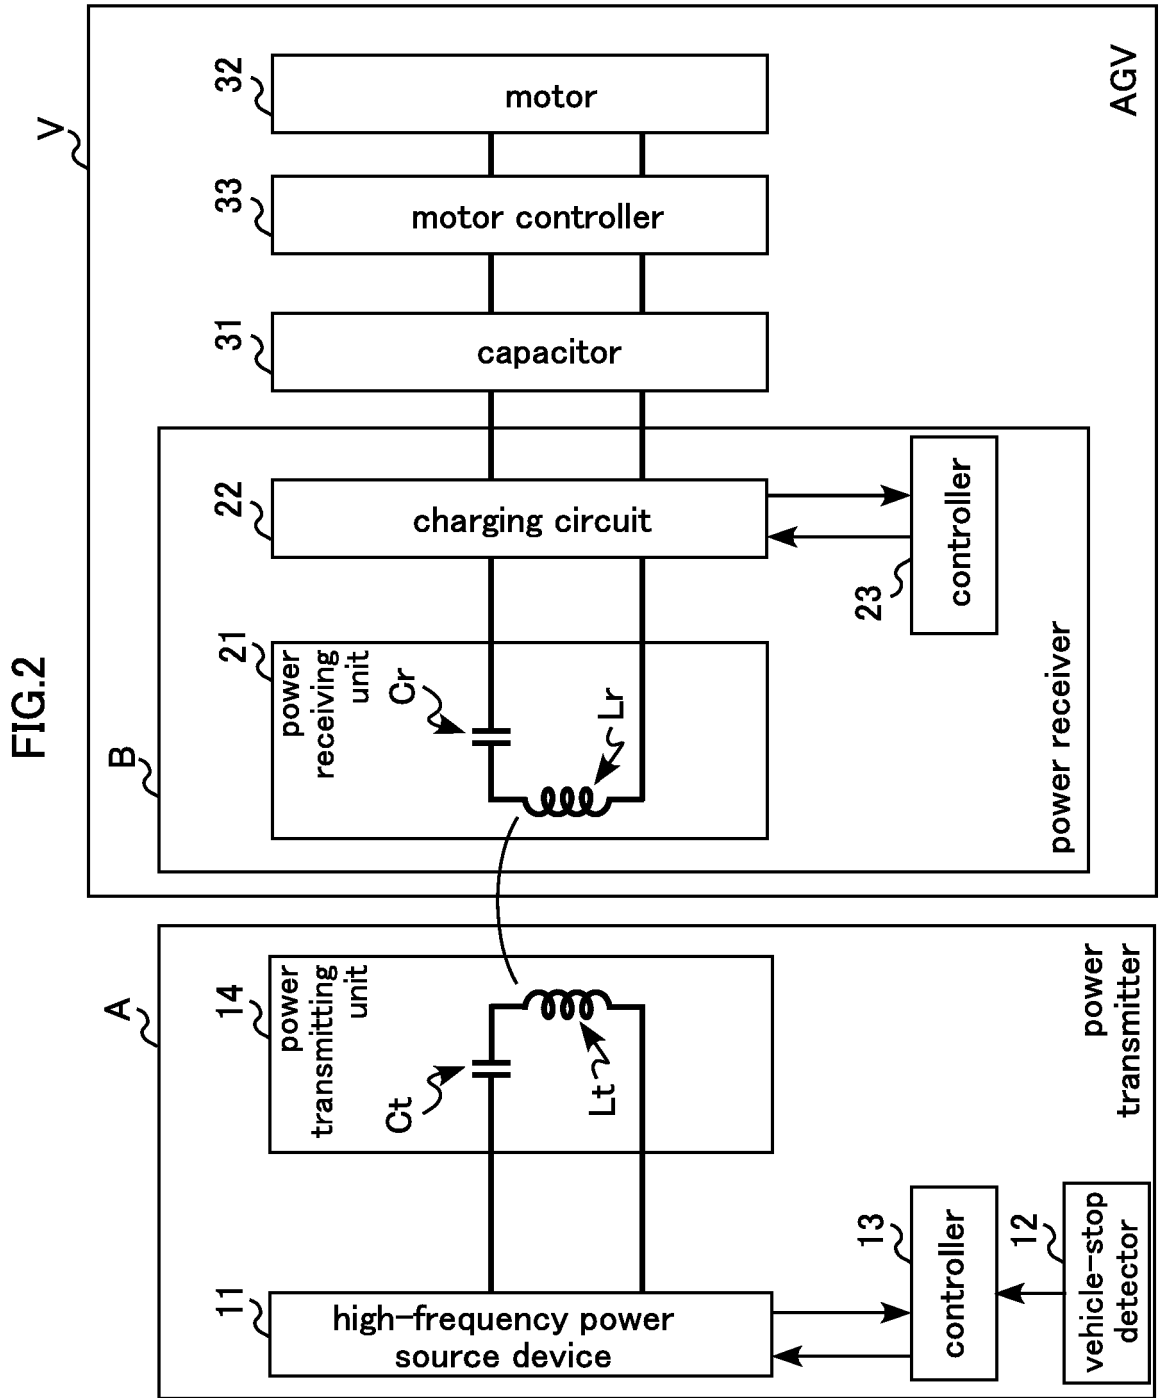 FIG.2
A
11
high-frequency power
source device
14
power
transmitting
unit
Ct
Lt
13
controller
12
vehicle-stop
detector
power
transmitter
V
B
21
power
receiving
unit
Cr
Lr
22
charging circuit
23
controller
power receiver
31
capacitor
33
motor controller
32
motor
AGV